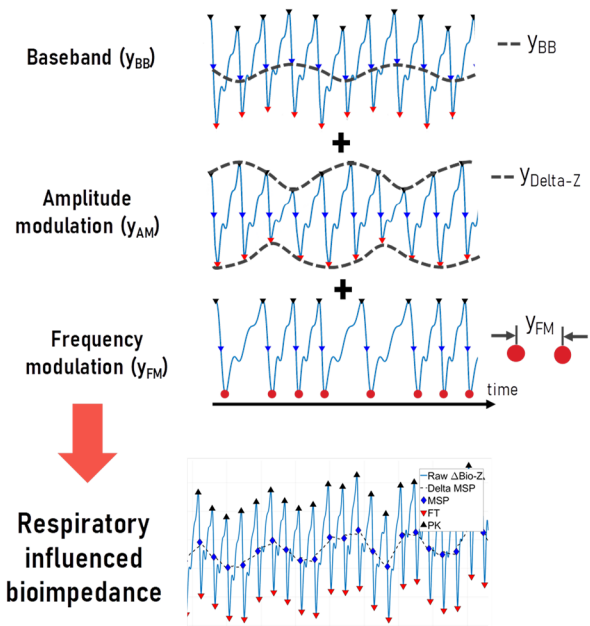 Baseband (yBB)
yBB
Amplitude
modulation (yAM)
yDelta-Z
Frequency
modulation (yFM)
yFM
time
Respiratory
influenced
bioimpedance
Raw ΔBio-Z
Delta MSP
MSP
FT
PK